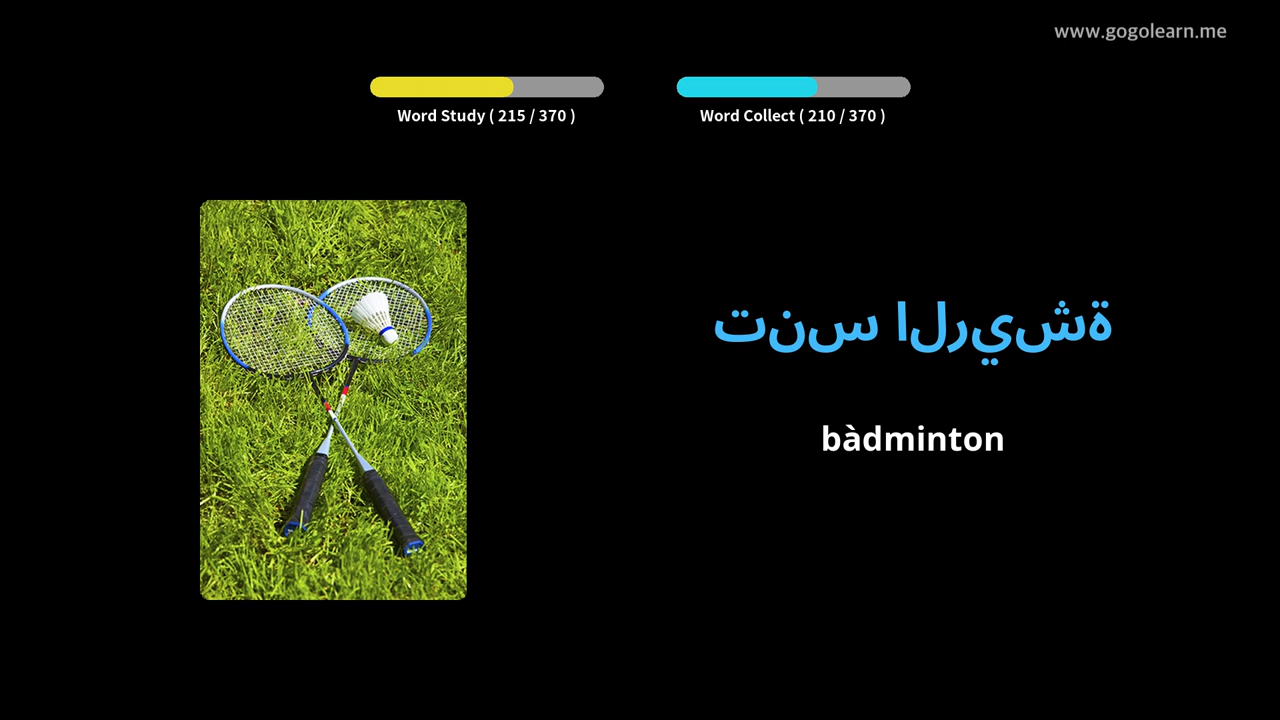 www.gogolearn.me
Word Study ( 215 / 370 )
Word Collect ( 210 / 370 )
تنس الريشة
bàdminton